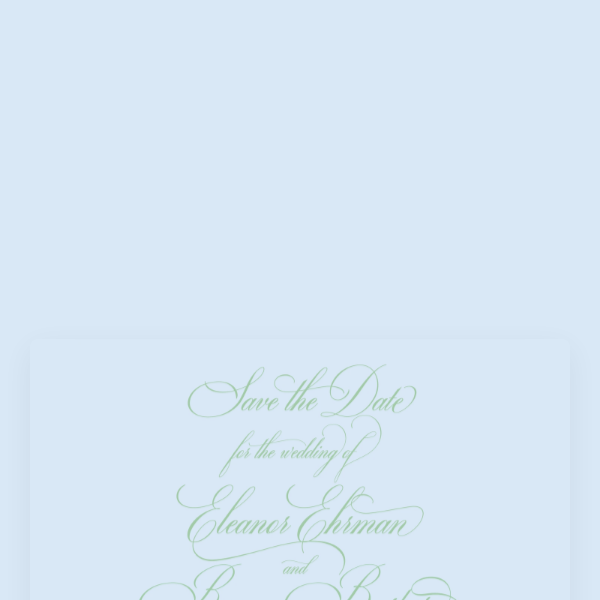 Save the Date
for the wedding of
Eleanor Ehrman
and